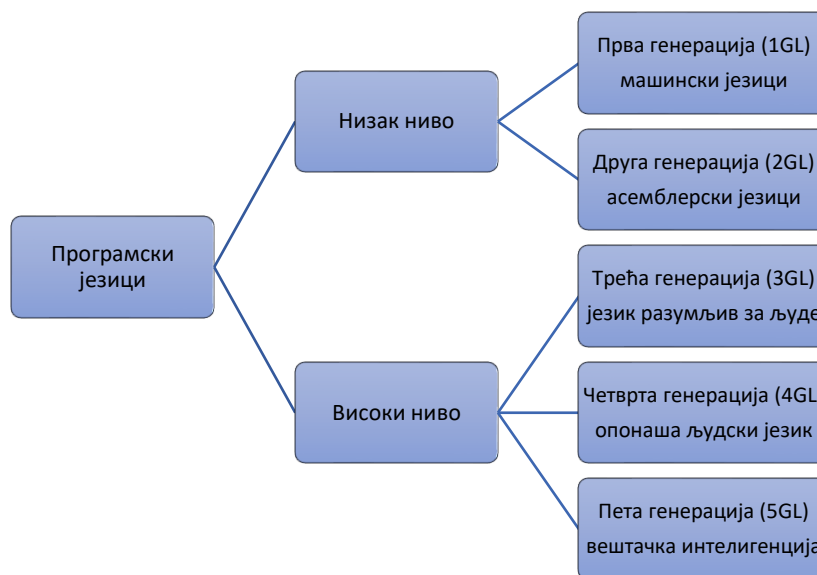 Програмски
језици
Низак ниво
Прва генерација (1GL)
машински језици
Друга генерација (2GL)
асемблерски језици
Високи ниво
Трећа генерација (3GL)
језик разумљив за људе
Четврта генерација (4GL
опонаша људски језик
Пета генерација (5GL)
вештачка интелигенција